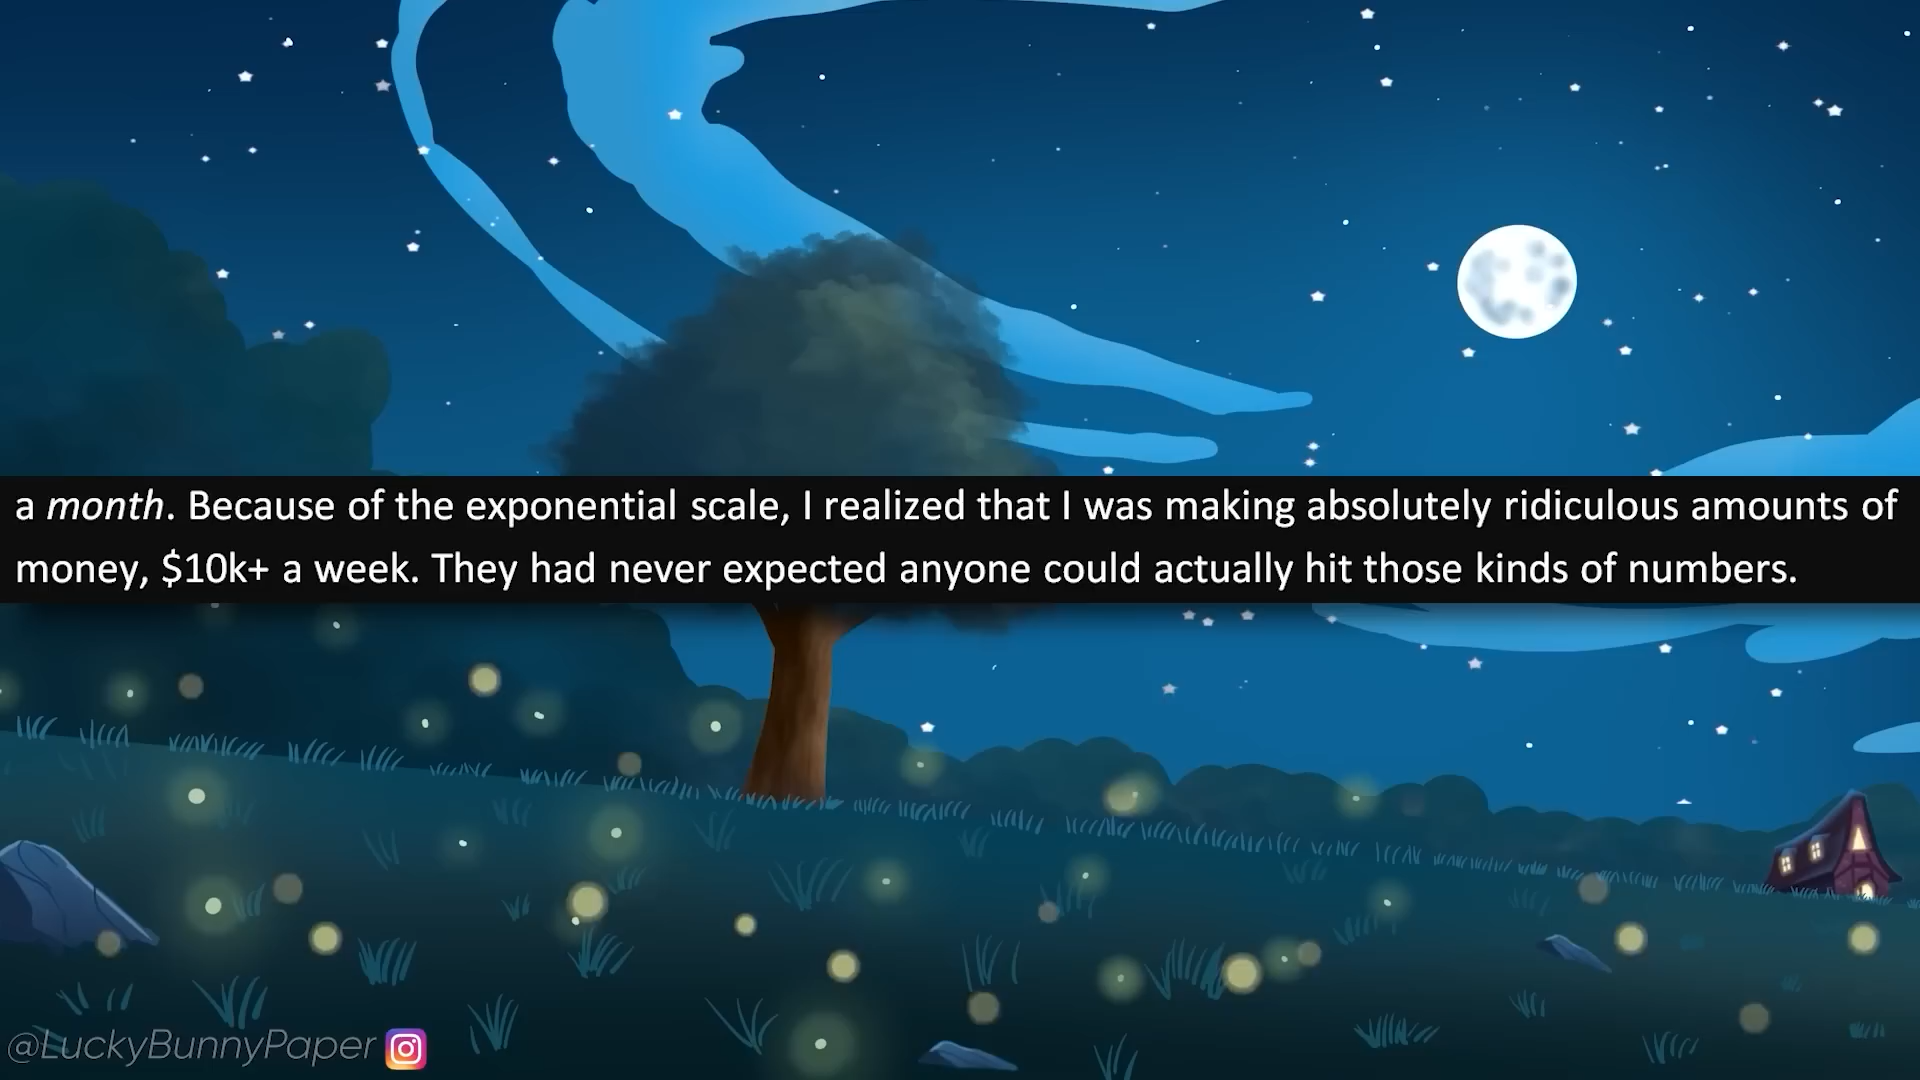 a month. Because of the exponential scale, I realized that I was making absolutely ridiculous amounts of
money, $10k+ a week. They had never expected anyone could actually hit those kinds of numbers.
@LuckyBunnyPaper